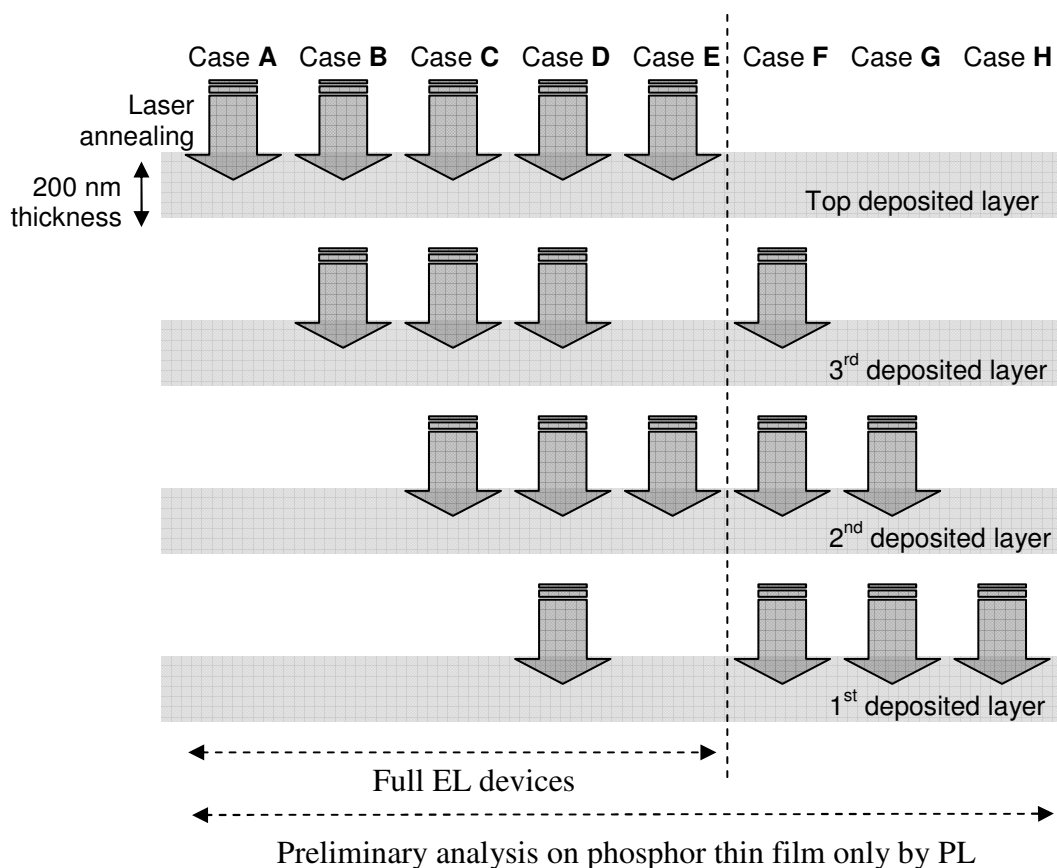 Case A Case B Case C Case D Case E Case F Case G Case H
Laser
annealing
200 nm
thickness
Top deposited layer
3rd deposited layer
2nd deposited layer
1st deposited layer
Full EL devices
Preliminary analysis on phosphor thin film only by PL